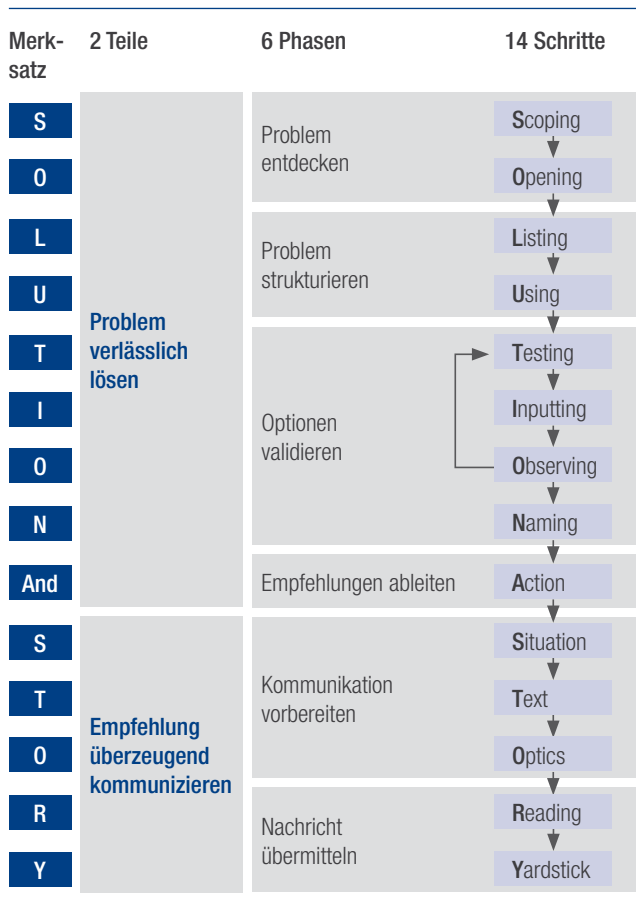 Merk-
satz
2 Teile
6 Phasen
14 Schritte
S
O
L
U
T
I
O
N
And
S
T
O
R
Y
Problem
verlässlich
lösen
Empfehlung
überzeugend
kommunizieren
Problem
entdecken
Problem
strukturieren
Optionen
validieren
Empfehlungen ableiten
Kommunikation
vorbereiten
Nachricht
übermitteln
Scoping
Opening
Listing
Using
Testing
Inputting
Observing
Naming
Action
Situation
Text
Optics
Reading
Yardstick